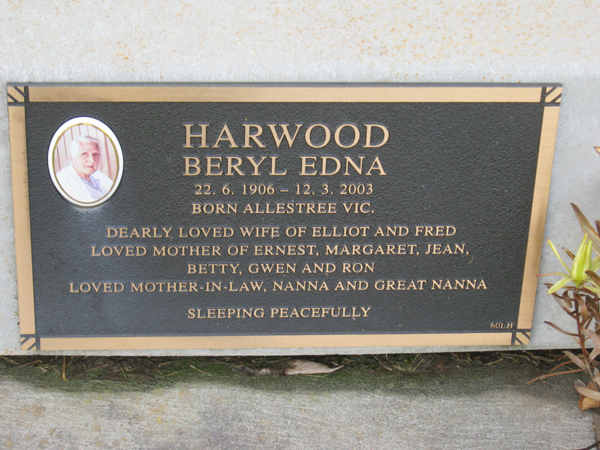 HARWOOD
BERYL EDNA
22. 6. 1906 – 12. 3. 2003
BORN ALLESTREE VIC.
DEARLY LOVED WIFE OF ELLIOT AND FRED
LOVED MOTHER OF ERNEST, MARGARET, JEAN,
BETTY, GWEN AND RON
LOVED MOTHER-IN-LAW, NANNA AND GREAT NANNA
SLEEPING PEACEFULLY
601.H